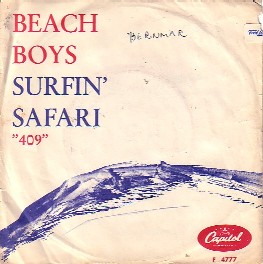 BEACH
BOYS
BERNMAR
SURFIN'
SAFARI
"409"
Capitol
F 4777